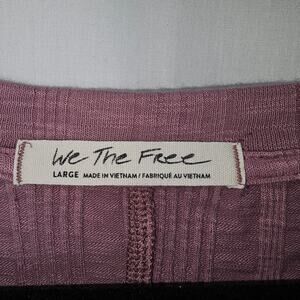 We The Free
LARGE MADE IN VIETNAM / FABRIQUÉ AU VIETNAM